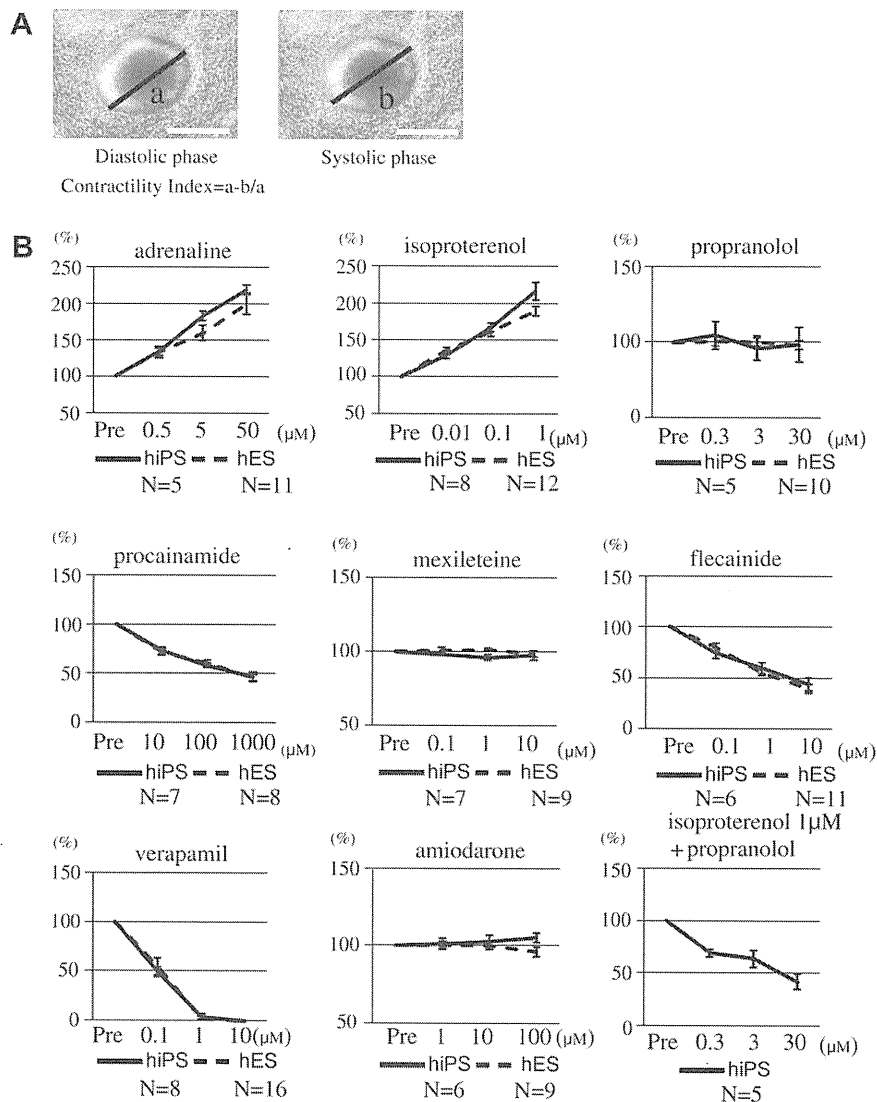 A
a
b
Diastolic phase
Systolic phase
Contractility Index=a-b/a
B
(%)
adrenaline
250
200
150
100
50
Pre 0.5 5 50 (μM)
hiPS hES
N=5 N=11
(%)
isoproterenol
250
200
150
100
50
Pre 0.01 0.1 1(μM)
hiPS hES
N=8 N=12
(%)
propranolol
150
100
0
Pre 0.3 3 30 (μM)
hiPS hES
N=5 N=10
(%)
procainamide
150
100
50
0
Pre 10 100 1000 (μM)
hiPS hES
N=7 N=8
(%)
mexileteine
150
100
50
Pre 0.1 1 10 (μM)
hiPS hES
N=7 N=9
(%)
flecainide
150
100
50
0
Pre 0.1 1 10 (μM)
hiPS hES
N=6 N=11
(%)
verapamil
150
100
50
0
Pre 0.1 1 10(μM)
hiPS hES
N=8 N=16
(%)
amiodarone
150
100
50
Pre 1 10 100 (μM)
hiPS hES
N=6 N=9
isoproterenol 1μM
(%)
+propranolol
150
100
50
0
Pre 0.3 3 30 (μM)
hiPS
N=5